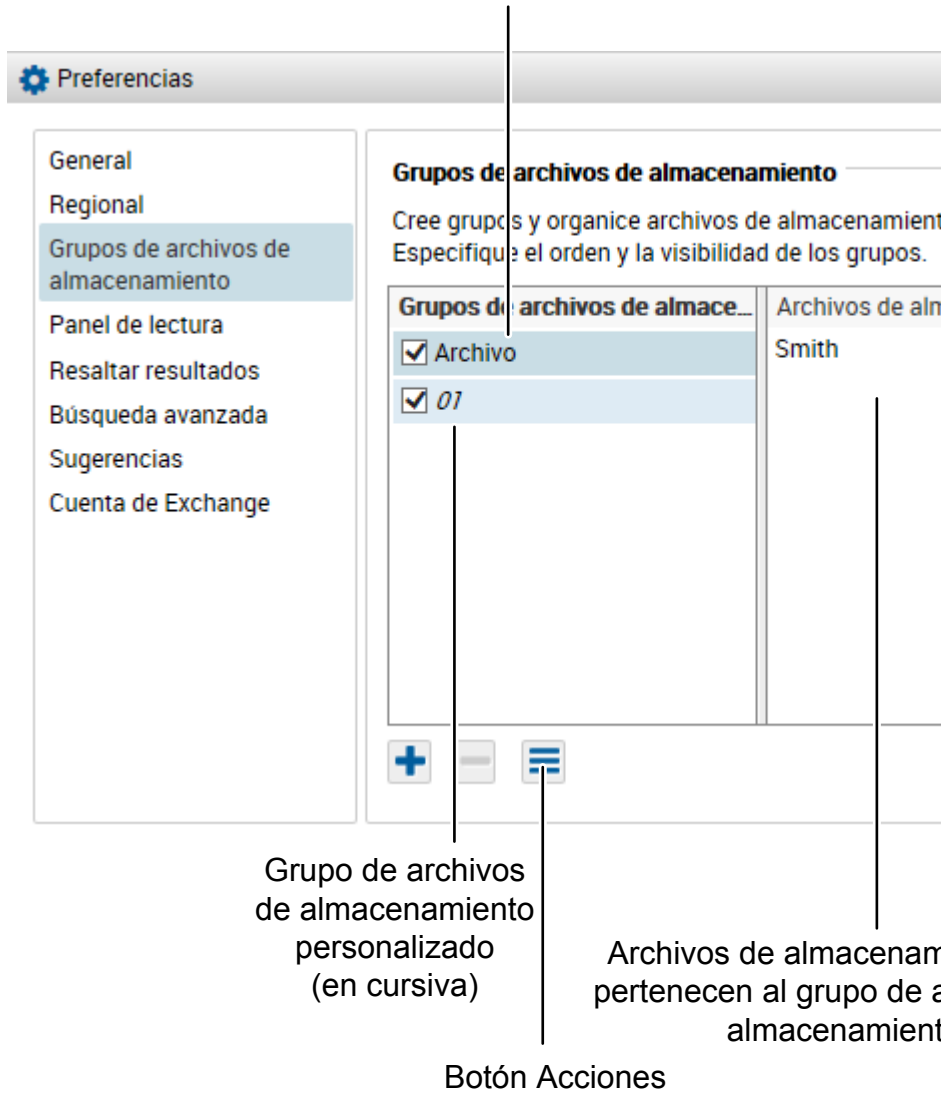 Preferencias
General
Regional
Grupos de archivos de
almacenamiento
Panel de lectura
Resaltar resultados
Búsqueda avanzada
Sugerencias
Cuenta de Exchange
Grupos de archivos de almacenamiento
Cree grupos y organice archivos de almacenamient
Especifique el orden y la visibilidad de los grupos.
Grupos de archivos de almace...
Archivos de alm
Archivo
Smith
01
Grupo de archivos
de almacenamiento
personalizado
(en cursiva)
Archivos de almacenam
pertenecen al grupo de a
almacenamient
Botón Acciones